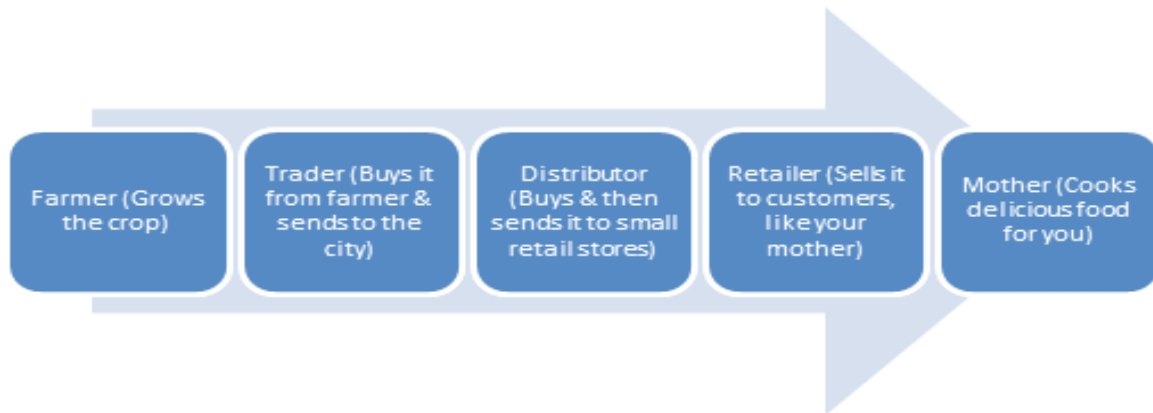 Farmer (Grows
the crop)
Trader (Buys it
from farmer &
sends to the
city)
Distributor
(Buys & then
sends it to small
retail stores)
Retailer (Sells it
to customers,
like your
mother)
Mother (Cooks
delicious food
for you)